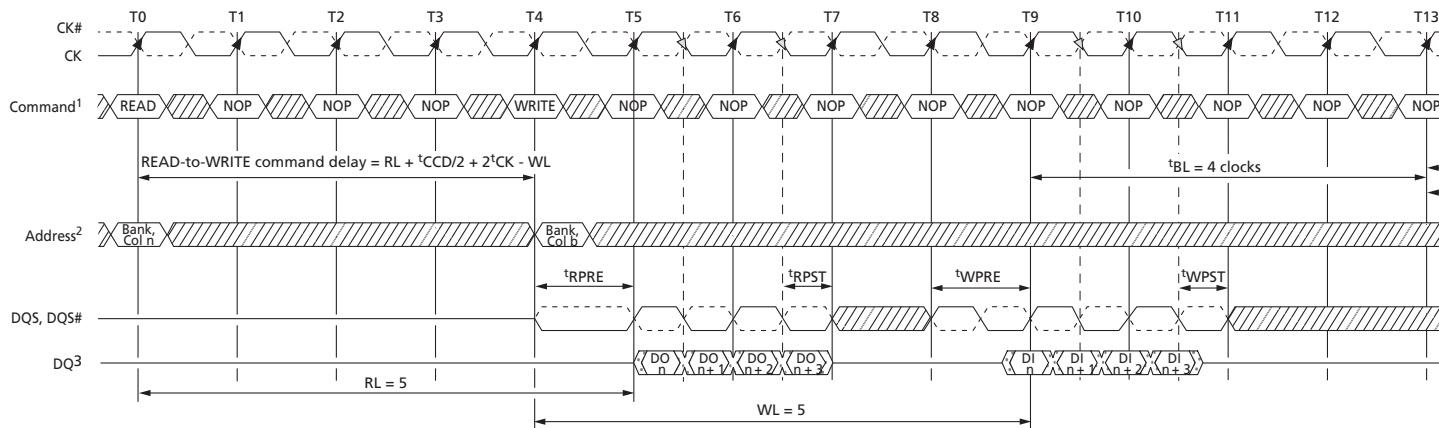 T0 T1 T2 T3 T4 T5 T6 T7 T8 T9 T10 T11 T12 T13
CK#
CK
Command1 READ NOP NOP NOP WRITE NOP NOP NOP NOP NOP NOP NOP NOP NOP
READ-to-WRITE command delay = RL + tCCD/2 + 2tCK - WL
tBL = 4 clocks
Address2 Bank, Col n Bank, Col b
tRPRE tRPST tWPRE tWPST
DQS, DQS#
DQ3 DO n DO n + 1 DO n + 2 DO n + 3 DI n DI n + 1 DI n + 2 DI n + 3
RL = 5
WL = 5